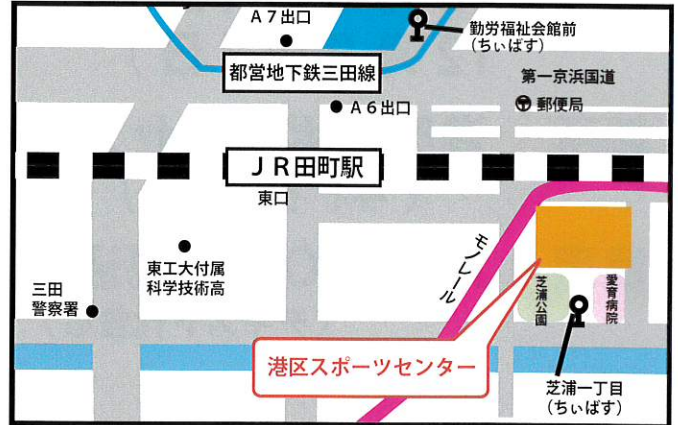 A7出口
勤労福祉会館前
(ちぃばす)
都営地下鉄三田線
第一京浜国道
〒 郵便局
A6出口
JR田町駅
東口
モノレール
東工大付属
科学技術高
三田
警察署
芝浦公園
愛育病院
港区スポーツセンター
芝浦一丁目
(ちぃばす)